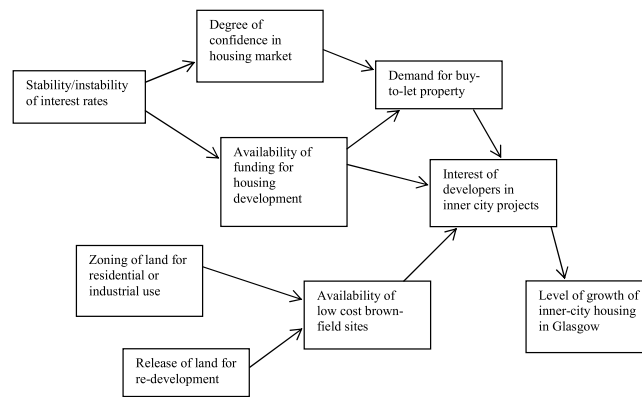 Degree of
confidence in
housing market
Stability/instability
of interest rates
Demand for buy-
to-let property
Availability of
funding for
housing
development
Interest of
developers in
inner city projects
Zoning of land for
residential or
industrial use
Availability of
low cost brown-
field sites
Level of growth of
inner-city housing
in Glasgow
Release of land for
re-development